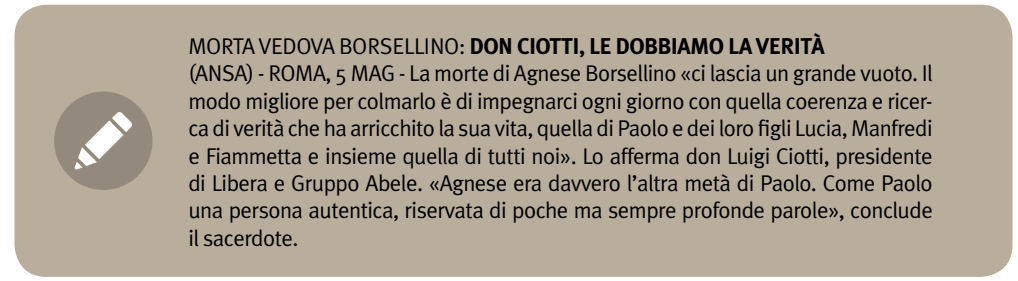 MORTA VEDOVA BORSELLINO: DON CIOTTI, LE DOBBIAMO LA VERITÀ
(ANSA) - ROMA, 5 MAG - La morte di Agnese Borsellino «ci lascia un grande vuoto. Il
modo migliore per colmarlo è di impegnarci ogni giorno con quella coerenza e ricer-
ca di verità che ha arricchito la sua vita, quella di Paolo e dei loro figli Lucia, Manfredi
e Fiammetta e insieme quella di tutti noi». Lo afferma don Luigi Ciotti, presidente
di Libera e Gruppo Abele. «Agnese era davvero l’altra metà di Paolo. Come Paolo
una persona autentica, riservata di poche ma sempre profonde parole», conclude
il sacerdote.